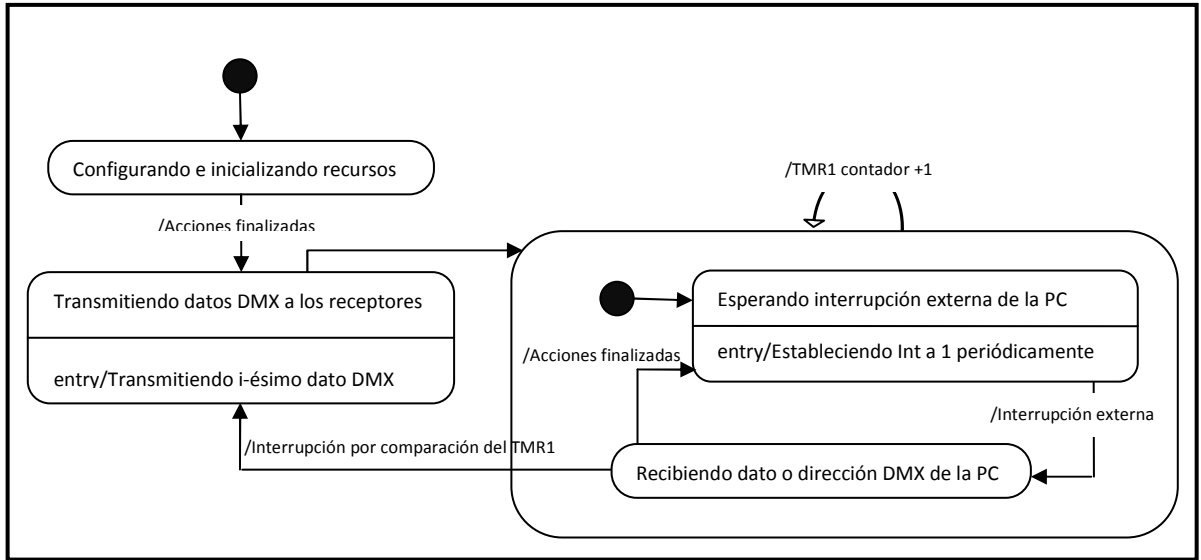 Configurando e inicializando recursos
/TMR1 contador +1
/Acciones finalizadas
Transmitiendo datos DMX a los receptores
entry/Transmitiendo i-ésimo dato DMX
Esperando interrupción externa de la PC
entry/Estableciendo Int a 1 periódicamente
/Acciones finalizadas
/Interrupción externa
/Interrupción por comparación del TMR1
Recibiendo dato o dirección DMX de la PC